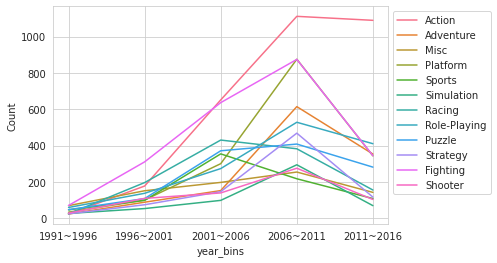 1000
800
600
400
200
0
Count
1991~1996 1996~2001 2001~2006 2006~2011 2011~2016
year_bins
Action
Adventure
Misc
Platform
Sports
Simulation
Racing
Role-Playing
Puzzle
Strategy
Fighting
Shooter